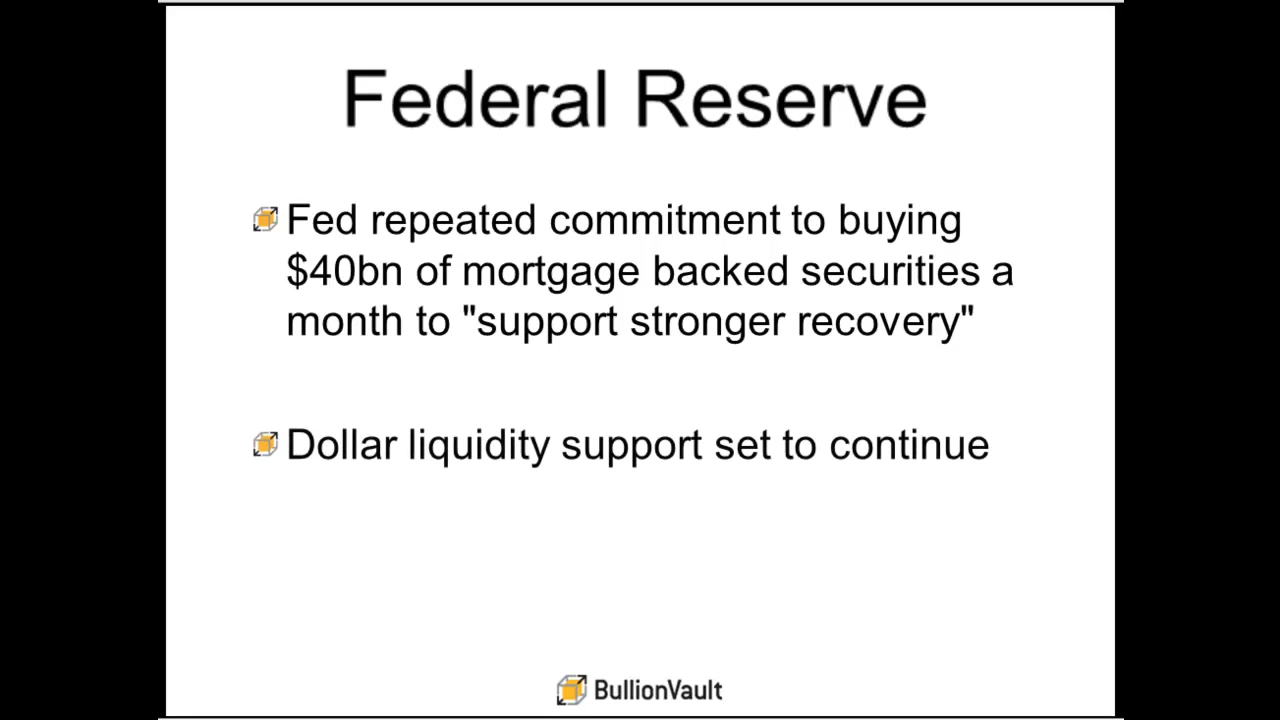 Federal Reserve
Fed repeated commitment to buying
$40bn of mortgage backed securities a
month to "support stronger recovery"
Dollar liquidity support set to continue
BullionVault